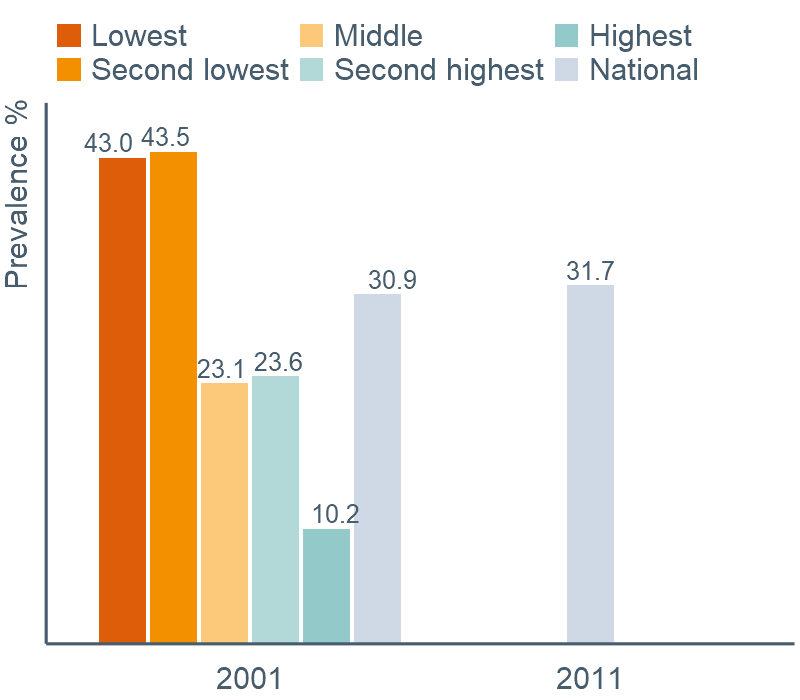 Lowest Middle Highest
Second lowest Second highest National
Prevalence %
43.0 43.5
23.1 23.6
10.2
30.9
31.7
2001 2011